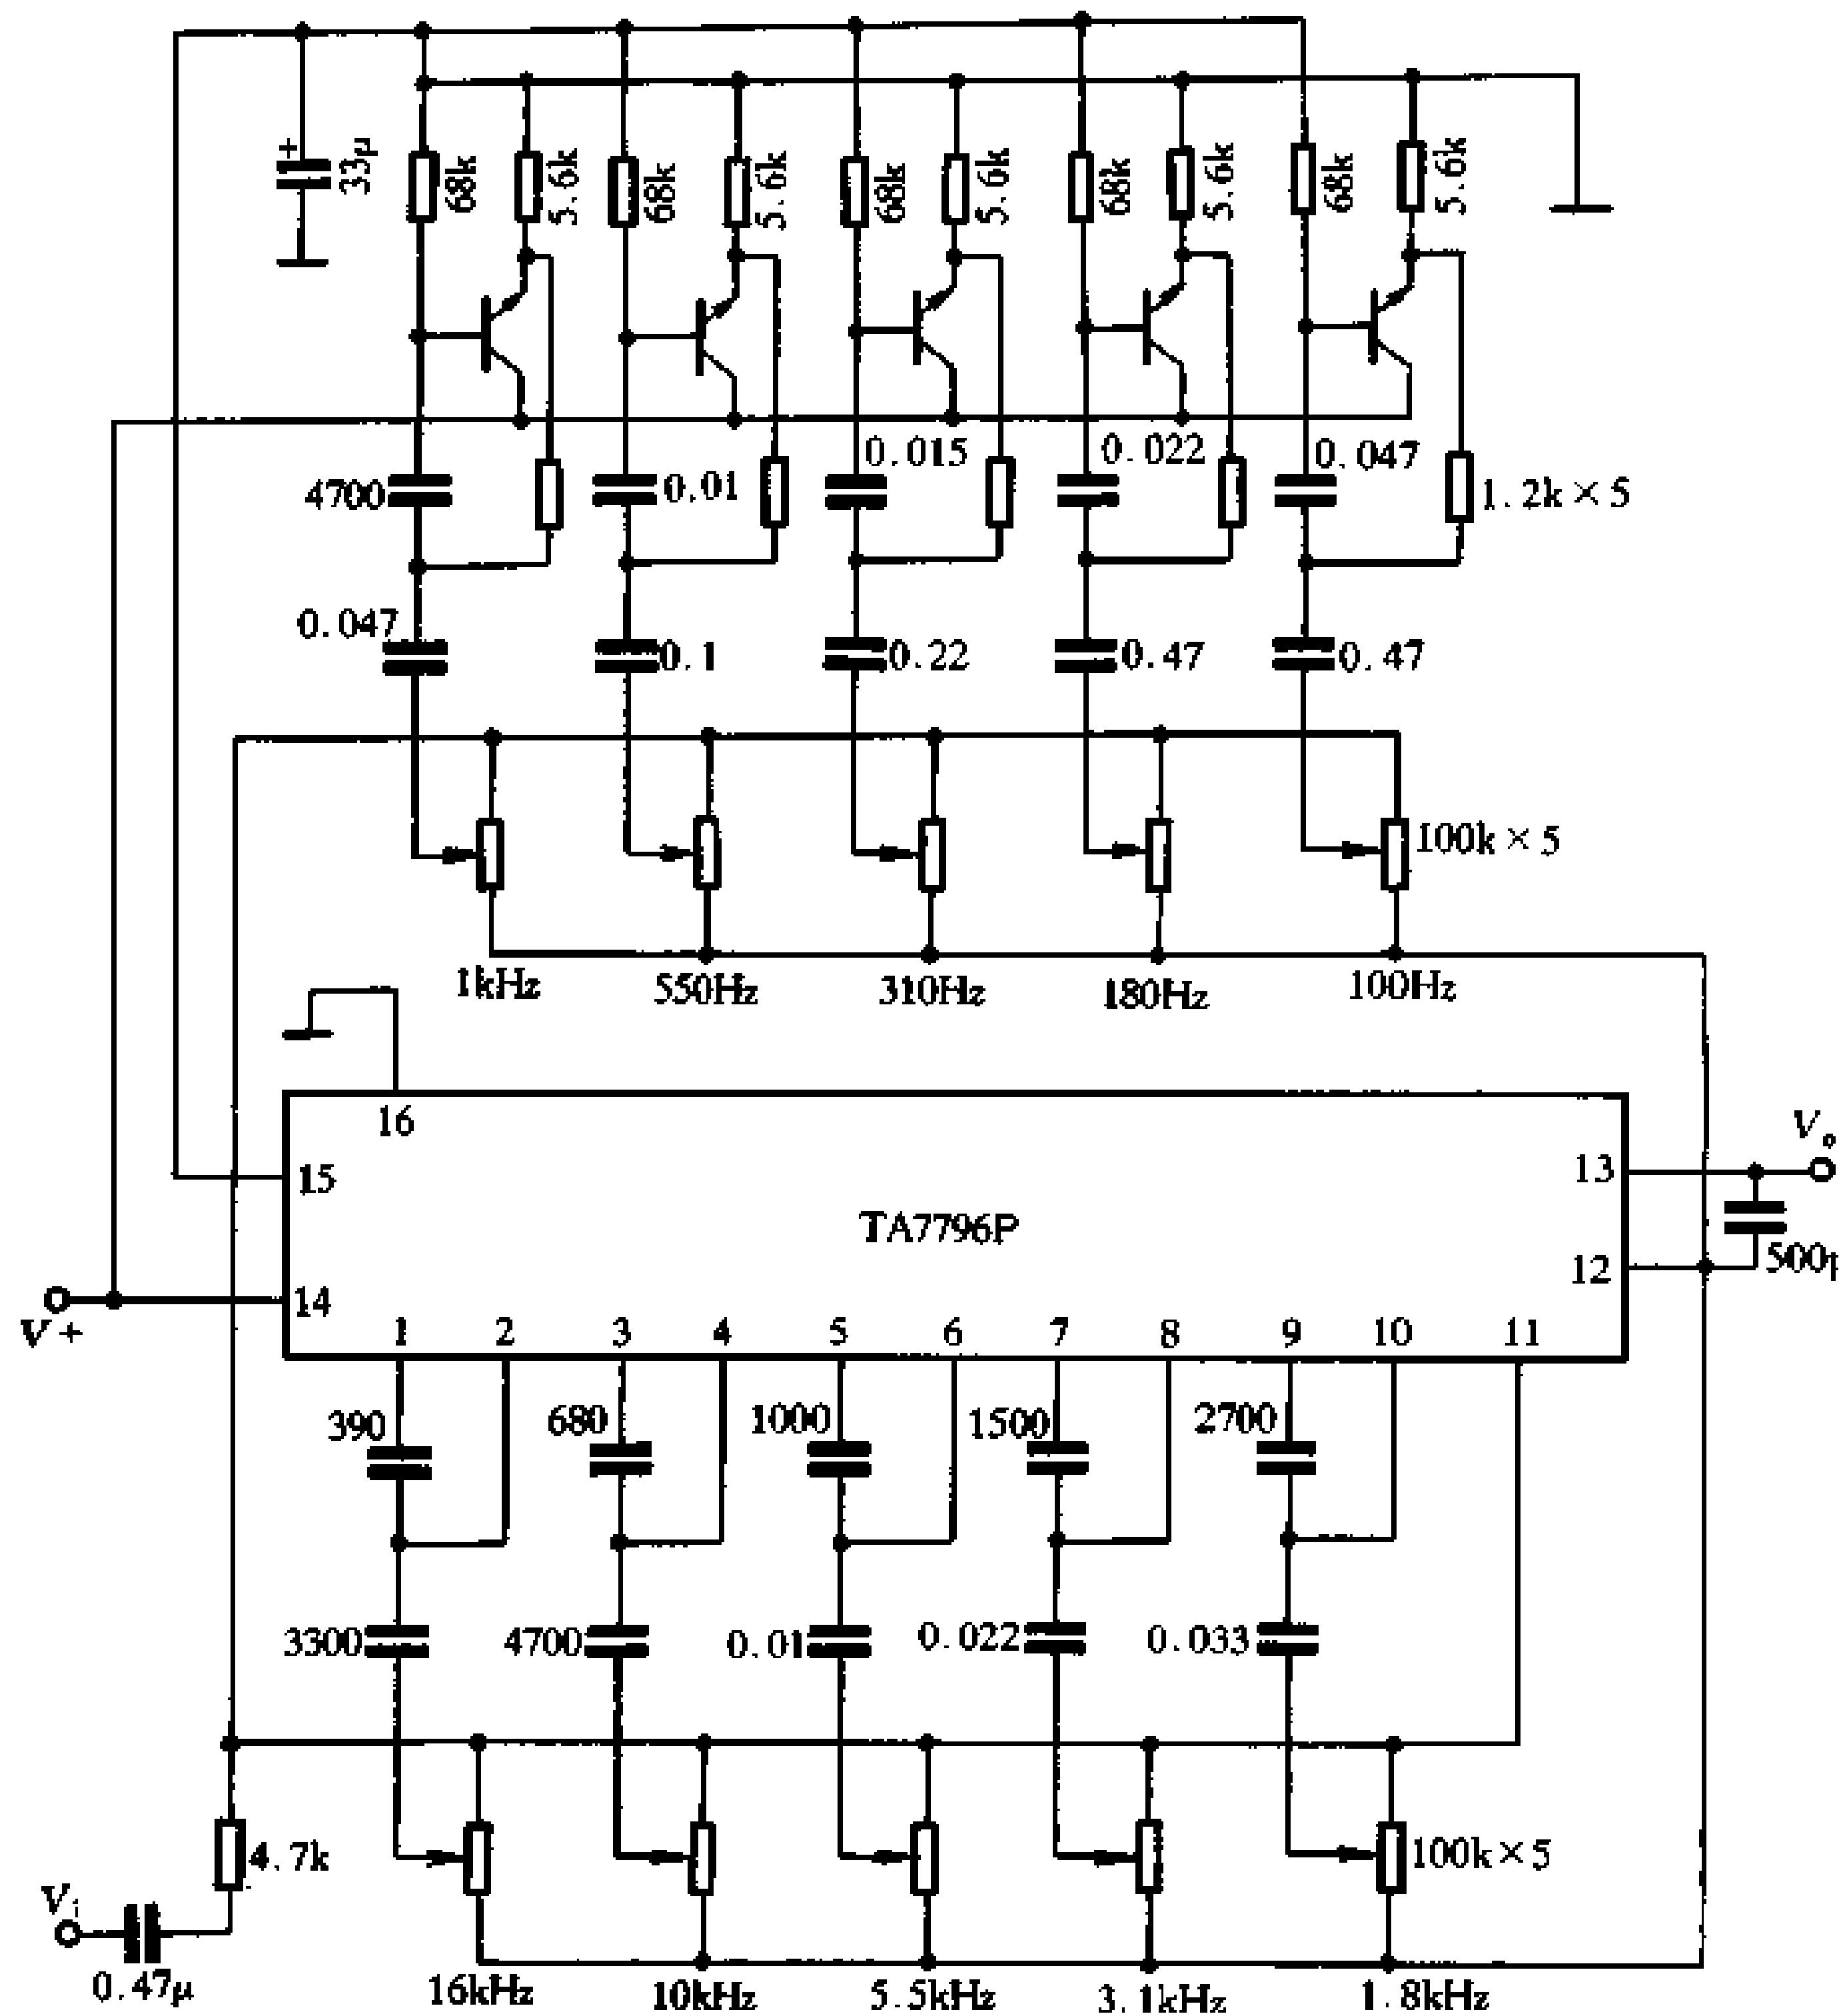 +
33μ
68k
5.6k
68k
5.6k
68k
5.6k
68k
5.6k
68k
5.6k
4700
0.01
0.015
0.022
0.047
1.2k×5
0.047
0.1
0.22
0.47
0.47
100k×5
1kHz
550Hz
310Hz
180Hz
100Hz
16
15
14
V+
TA7796P
13
12
Vo
1
2
3
4
5
6
7
8
9
10
11
390
680
1000
1500
2700
3300
4700
0.01
0.022
0.033
4.7k
Vi
0.47μ
100k×5
16kHz
10kHz
5.5kHz
3.1kHz
1.8kHz